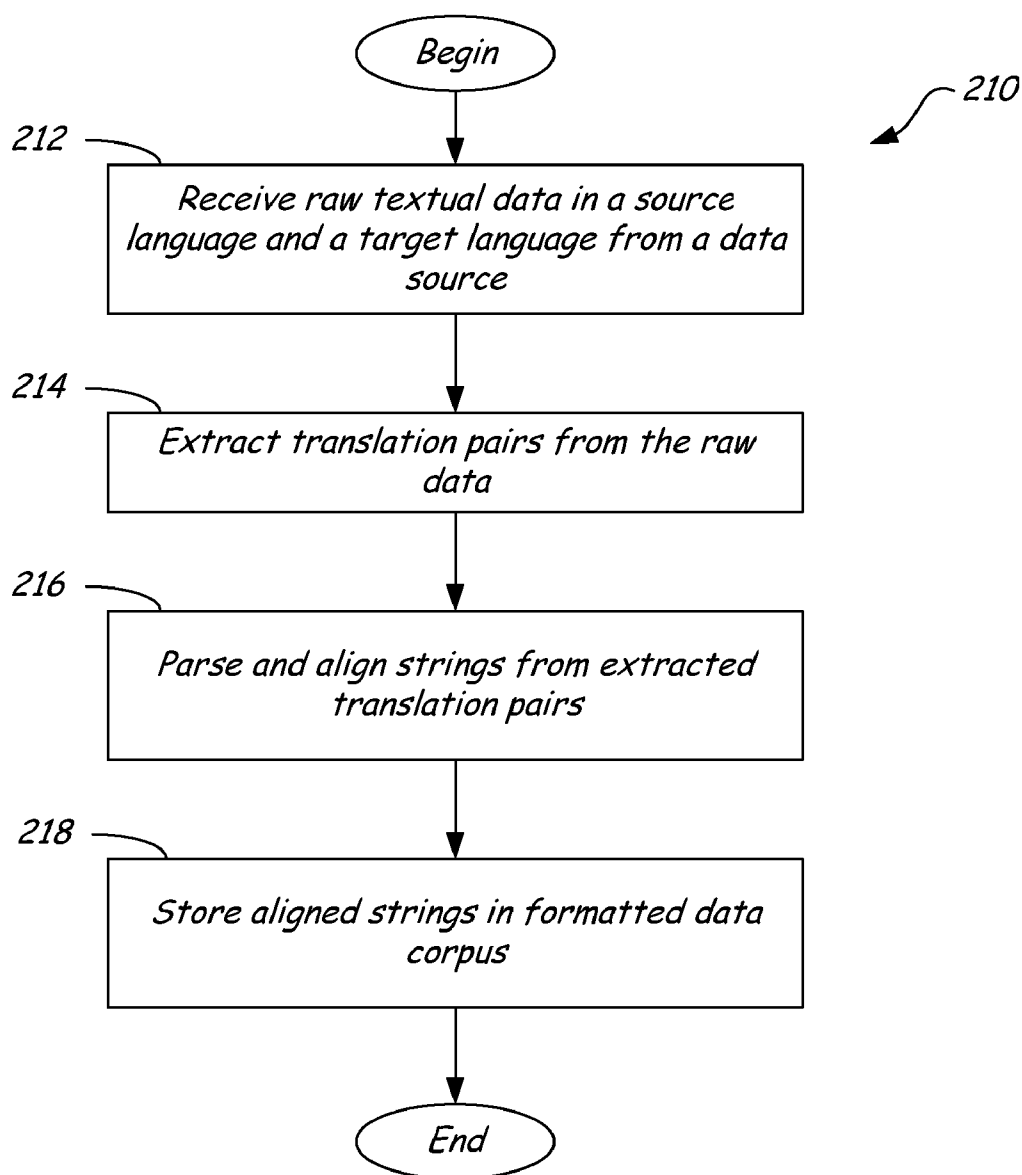 Begin
210
212
Receive raw textual data in a source
language and a target language from a data
source
214
Extract translation pairs from the raw
data
216
Parse and align strings from extracted
translation pairs
218
Store aligned strings in formatted data
corpus
End